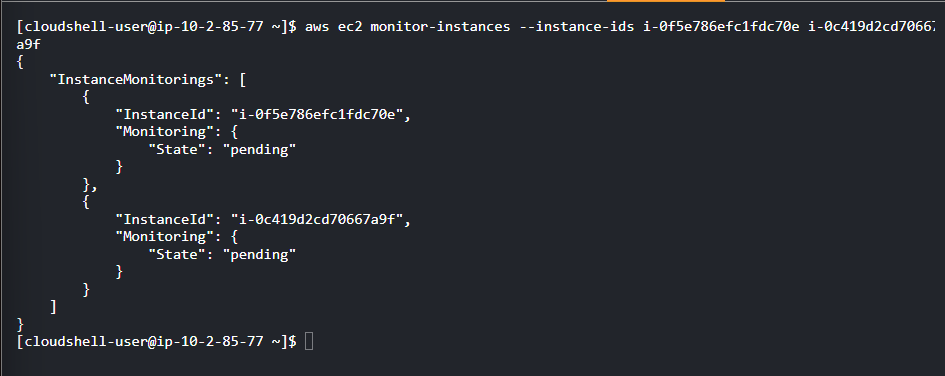 [cloudshell-user@ip-10-2-85-77 ~]$ aws ec2 monitor-instances --instance-ids i-0f5e786efc1fdc70e i-0c419d2cd70667
a9f
{
    "InstanceMonitorings": [
        {
            "InstanceId": "i-0f5e786efc1fdc70e",
            "Monitoring": {
                "State": "pending"
            }
        },
        {
            "InstanceId": "i-0c419d2cd70667a9f",
            "Monitoring": {
                "State": "pending"
            }
        }
    ]
}
[cloudshell-user@ip-10-2-85-77 ~]$